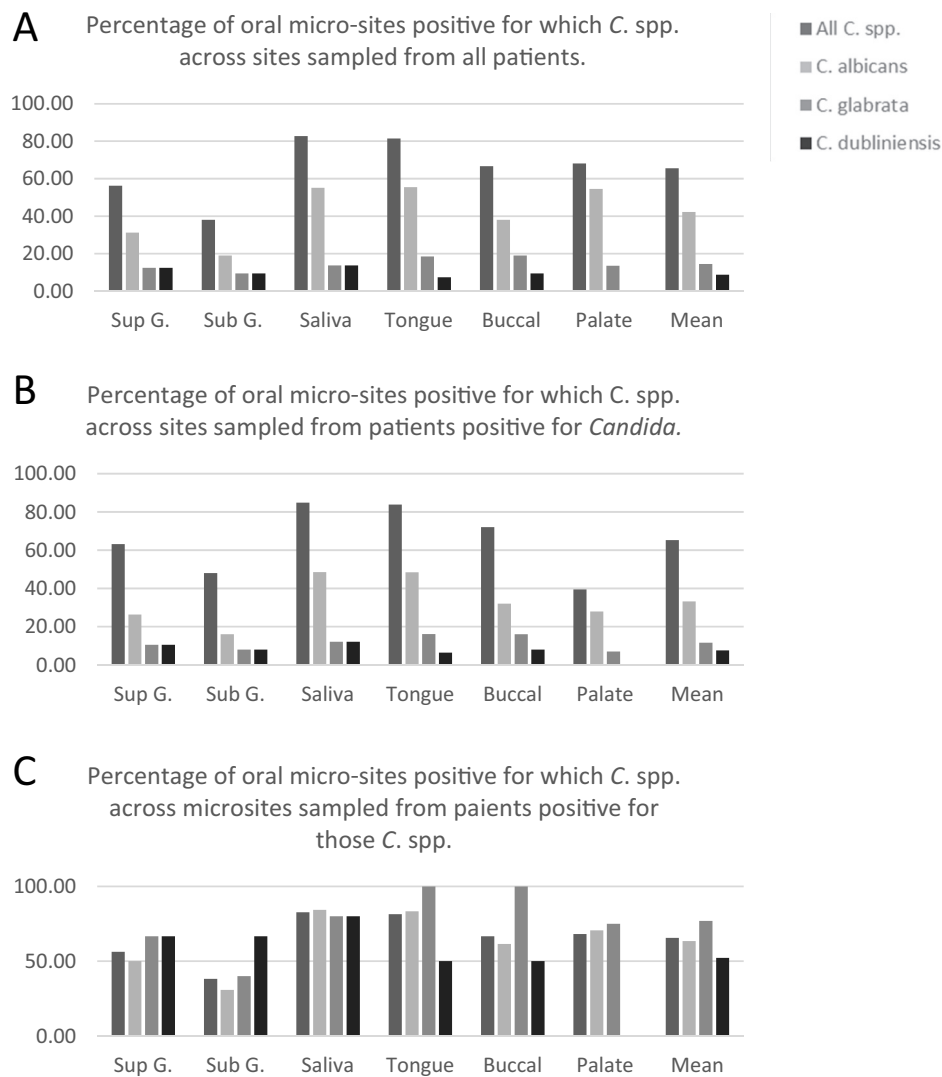 A
Percentage of oral micro-sites positive for which C. spp.
across sites sampled from all patients.
All C. spp.
C. albicans
C. glabrata
C. dubliniensis
100.00
80.00
60.00
40.00
20.00
0.00
Sup G. Sub G. Saliva Tongue Buccal Palate Mean
B
Percentage of oral micro-sites positive for which C. spp.
across sites sampled from patients positive for Candida.
100.00
80.00
60.00
40.00
20.00
0.00
Sup G. Sub G. Saliva Tongue Buccal Palate Mean
C
Percentage of oral micro-sites positive for which C. spp.
across microsites sampled from paients positive for
those C. spp.
100.00
50.00
0.00
Sup G. Sub G. Saliva Tongue Buccal Palate Mean